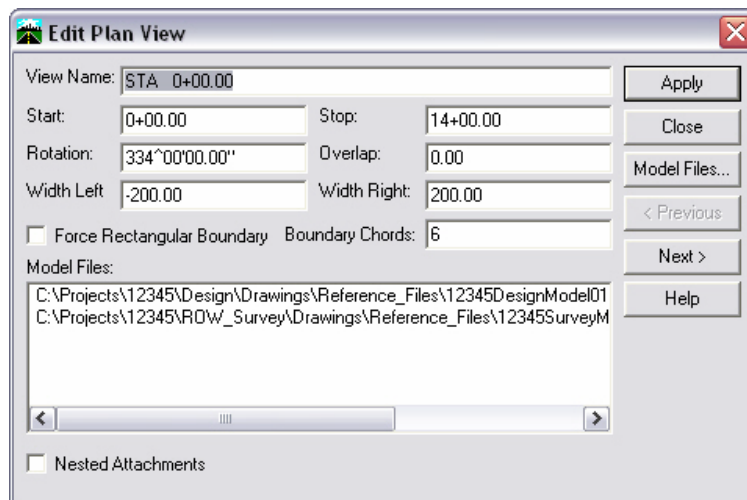 Edit Plan View
View Name: STA 0+00.00
Apply
Start: 0+00.00 Stop: 14+00.00
Close
Rotation: 334^00'00.00" Overlap: 0.00
Model Files...
Width Left -200.00 Width Right: 200.00
< Previous
Force Rectangular Boundary Boundary Chords: 6
Next >
Model Files:
Help
C:\Projects\12345\Design\Drawings\Reference_Files\12345DesignModel01
C:\Projects\12345\ROW_Survey\Drawings\Reference_Files\12345SurveyM
Nested Attachments